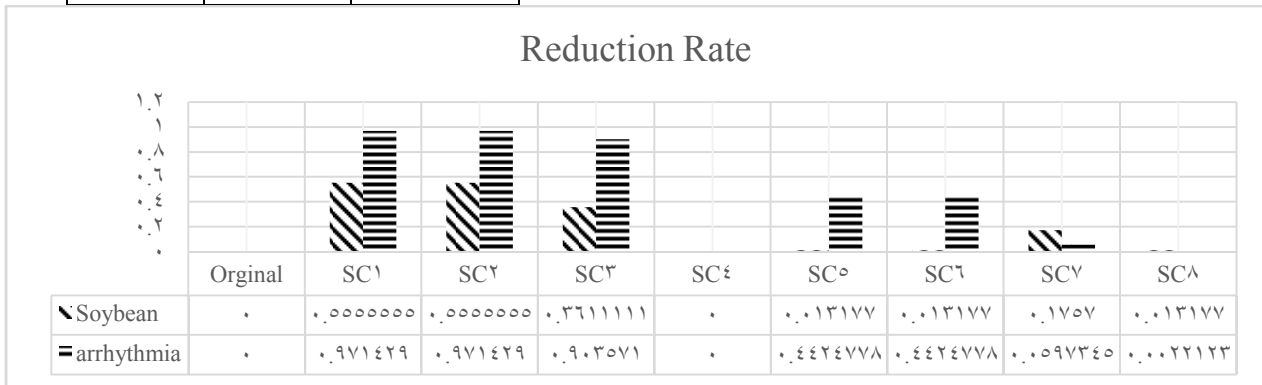 Reduction Rate
١.٢
١
٠.٨
٠.٦
٠.٤
٠.٢
٠
Orginal SC١ SC٢ SC٣ SC٤ SC٥ SC٦ SC٧ SC٨
Soybean ٠ ٠.٥٥٥٥٥٥٥ ٠.٥٥٥٥٥٥٥ ٠.٣٦١١١١١ ٠ ٠.٠١٣١٧٧ ٠.٠١٣١٧٧ ٠.١٧٥٧ ٠.٠١٣١٧٧
arrhythmia ٠ ٠.٩٧١٤٢٩ ٠.٩٧١٤٢٩ ٠.٩٠٣٥٧١ ٠ ٠.٤٤٢٤٧٧٨ ٠.٤٤٢٤٧٧٨ ٠.٠٥٩٧٣٤٥ ٠.٠٠٢٢١٢٣